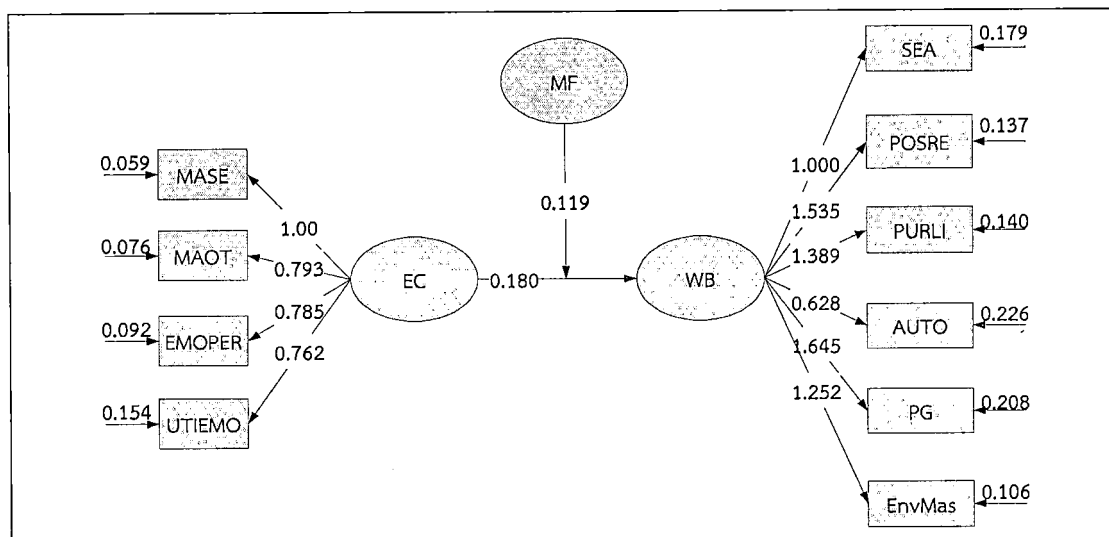 MF
0.119
0.059
MASE
1.00
0.076
MAOT
0.793
0.092
EMOPER
0.785
0.154
UTIEMO
0.762
EC
0.180
WB
1.000
SEA
0.179
1.535
POSRE
0.137
1.389
PURLI
0.140
0.628
AUTO
0.226
1.645
PG
0.208
1.252
EnvMas
0.106